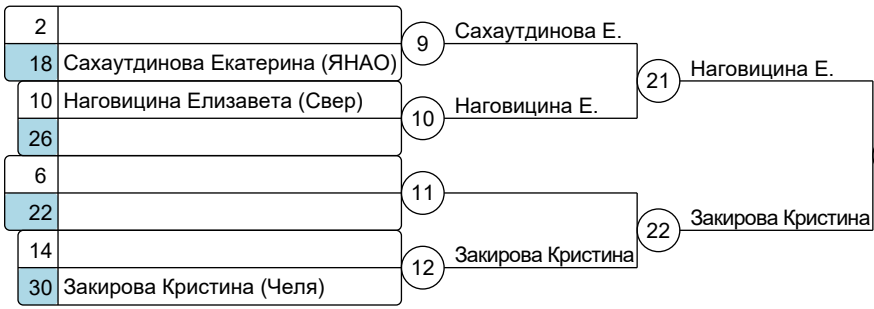 2
9
Сахаутдинова Е.
18 Сахаутдинова Екатерина (ЯНАО)
21
Наговицина Е.
10 Наговицина Елизавета (Свер)
10
Наговицина Е.
26
6
11
22
22
Закирова Кристина
14
12
Закирова Кристина
30 Закирова Кристина (Челя)